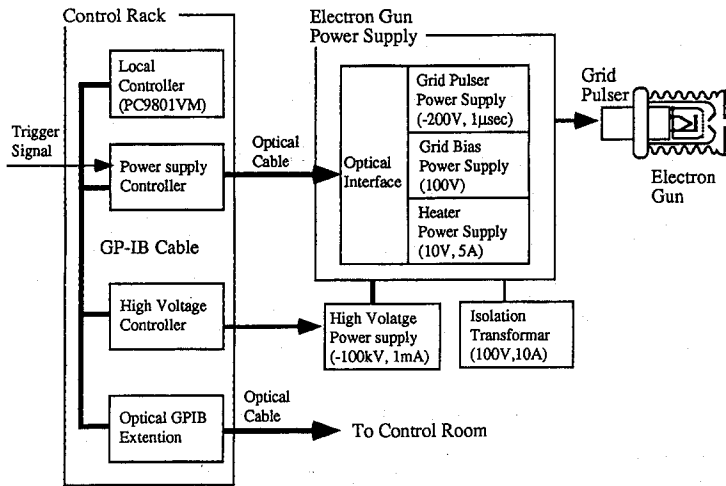 Control Rack
Local
Controller
(PC9801VM)
Trigger
Signal
Power supply
Controller
GP-IB Cable
High Voltage
Controller
Optical GPIB
Extention
Optical
Cable
Optical
Cable
To Control Room
Electron Gun
Power Supply
Optical
Interface
Grid Pulser
Power Supply
(-200V, 1μsec)
Grid Bias
Power Supply
(100V)
Heater
Power Supply
(10V, 5A)
High Volatge
Power supply
(-100kV, 1mA)
Isolation
Transformar
(100V,10A)
Grid
Pulser
Electron
Gun